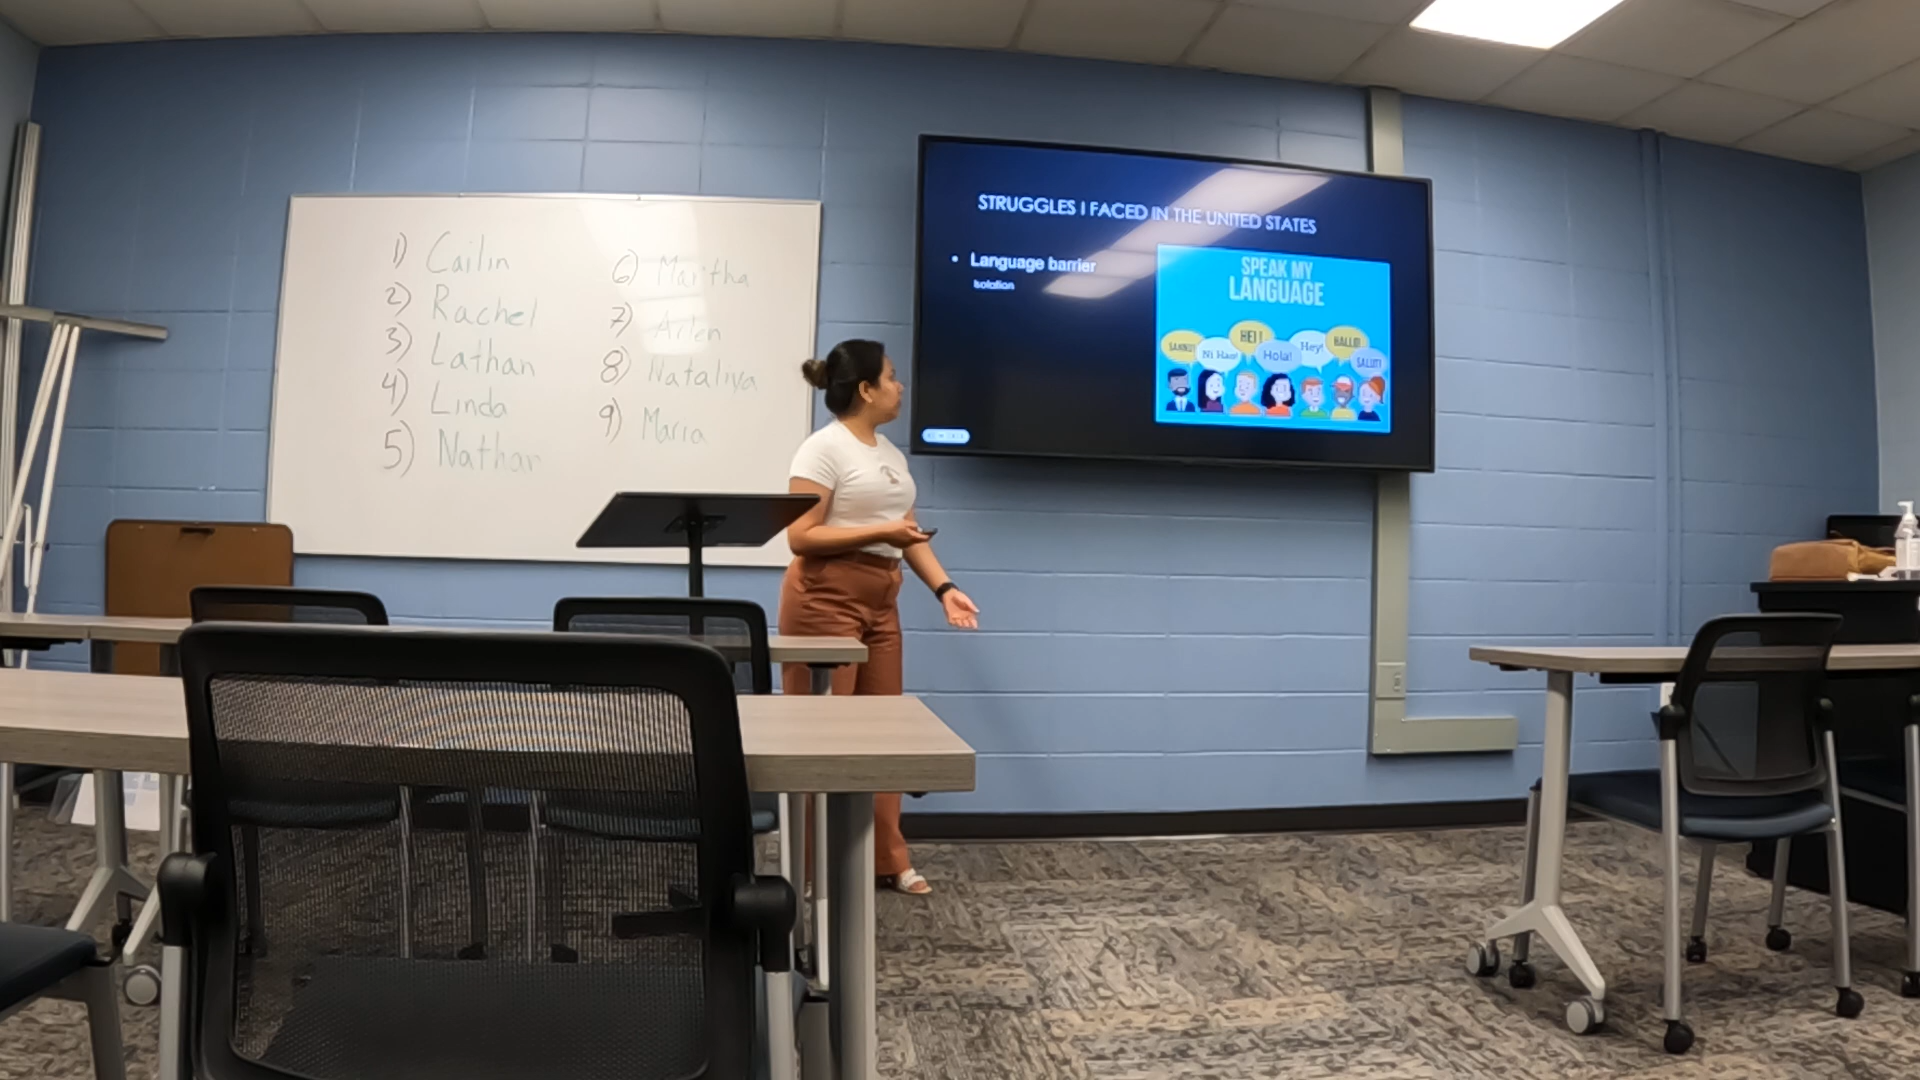 1) Cailin
2) Rachel
3) Lathan
4) Linda
5) Nathan
6) Martha
7) Arlen
8) Nataliya
9) Maria
STRUGGLES I FACED IN THE UNITED STATES
• Language barrier
Isolation
SPEAK MY
LANGUAGE
Ni Hao!
HEJ!
Hola!
Hey!
HALLO!
SALUT!